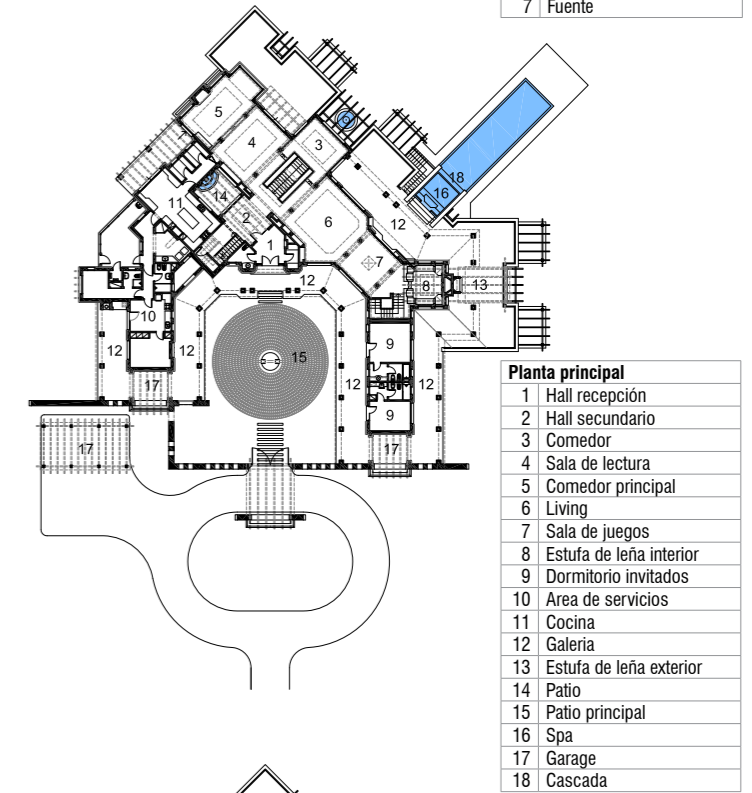 7 Fuente
5
4
3
18
16
11
14
12
2
6
1
7
12
8
13
10
9
15
12
12
12
12
17
9
17
17
Planta principal
1 Hall recepción
2 Hall secundario
3 Comedor
4 Sala de lectura
5 Comedor principal
6 Living
7 Sala de juegos
8 Estufa de leña interior
9 Dormitorio invitados
10 Area de servicios
11 Cocina
12 Galeria
13 Estufa de leña exterior
14 Patio
15 Patio principal
16 Spa
17 Garage
18 Cascada